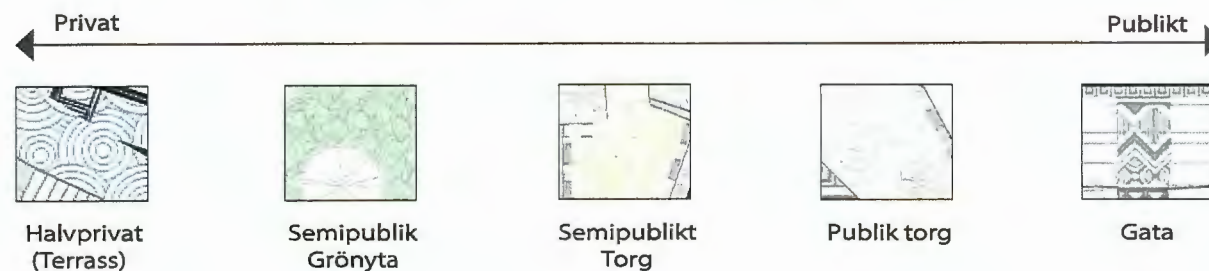 Privat
Publikt
Halvprivat
(Terrass)
Semipublik
Grönyta
Semipublikt
Torg
Publik torg
Gata